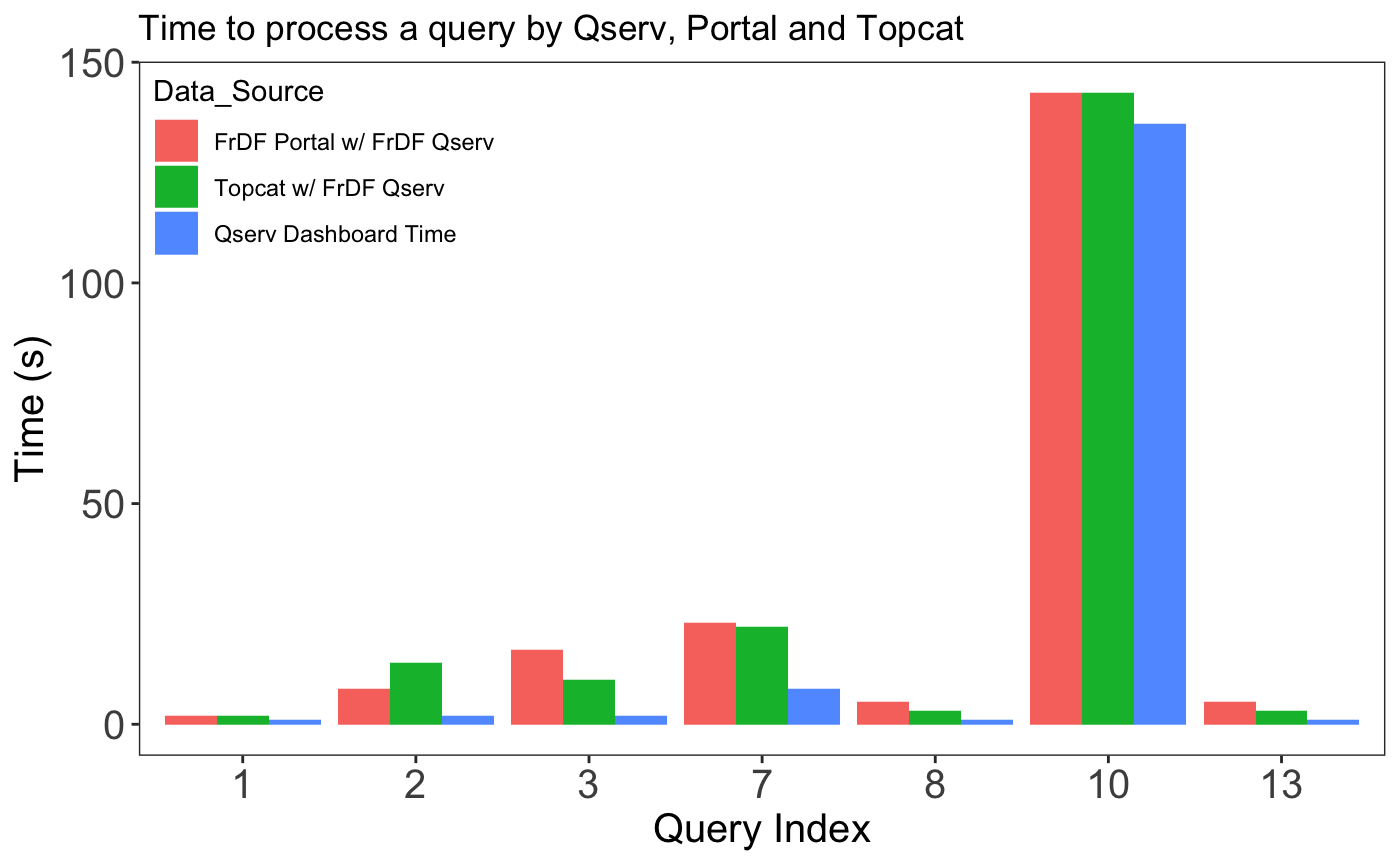 Time to process a query by Qserv, Portal and Topcat
150
100
50
0
Time (s)
Data_Source
FrDF Portal w/ FrDF Qserv
Topcat w/ FrDF Qserv
Qserv Dashboard Time
1 2 3 7 8 10 13
Query Index